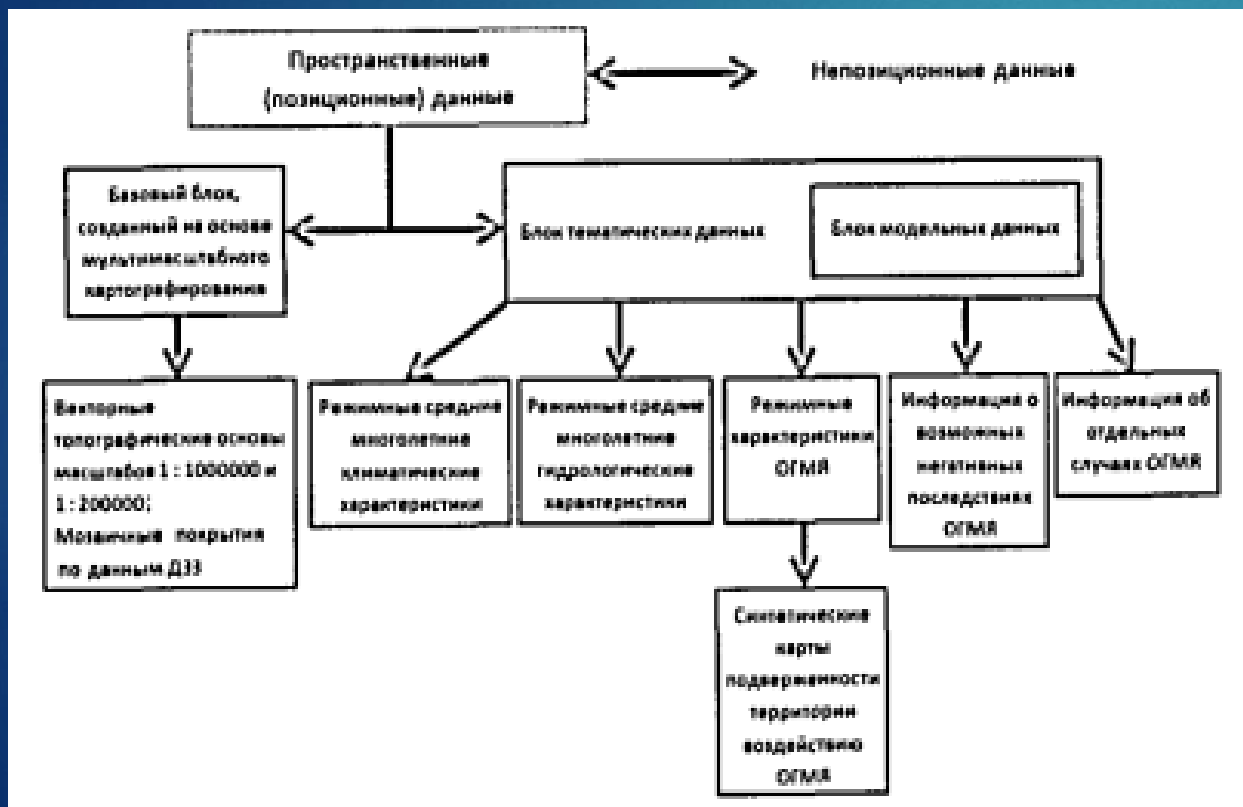 Пространственные
(позиционные) данные
Непозиционные данные
Базовый блок,
созданный на основе
мультимасштабного
картографирования
Блок тематических данных
Блок модельных данных
Векторные
топографические основы
масштабов 1 : 1000000 и
1 : 200000;
Мозаичные покрытия
по данным ДЗЗ
Режимные средние
многолетние
климатические
характеристики
Режимные средние
многолетние
гидрологические
характеристики
Режимные
характеристики
ОГМЯ
Информация о
возможных
негативных
последствиях
ОГМЯ
Информация об
отдельных
случаях ОГМЯ
Синтетические
карты
подверженности
территории
воздействию
ОГМЯ